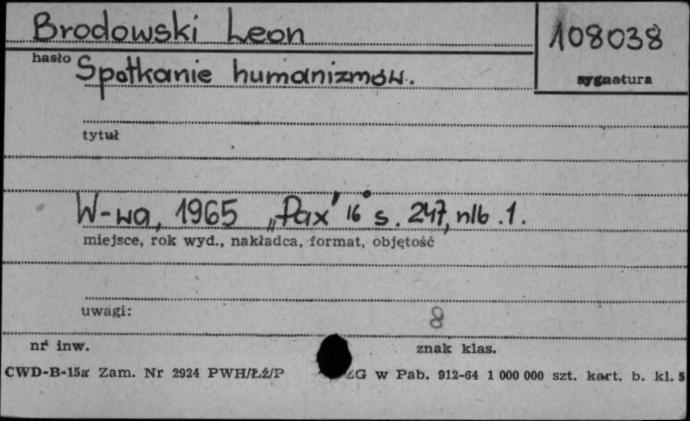 Brodowski Leon
108038
hasło
sygnatura
Spotkanie humanizmów.
tytuł
W-wa, 1965 „Pax" 16° s. 247, nlb. 1.
miejsce, rok wyd., nakładca, format, objętość
uwagi:
8
nr inw.
znak klas.
CWD-B-15a Zam. Nr 2924 PWH/Łź/P ZG w Pab. 912-64 1 000 000 szt. kart. b. kl. 5